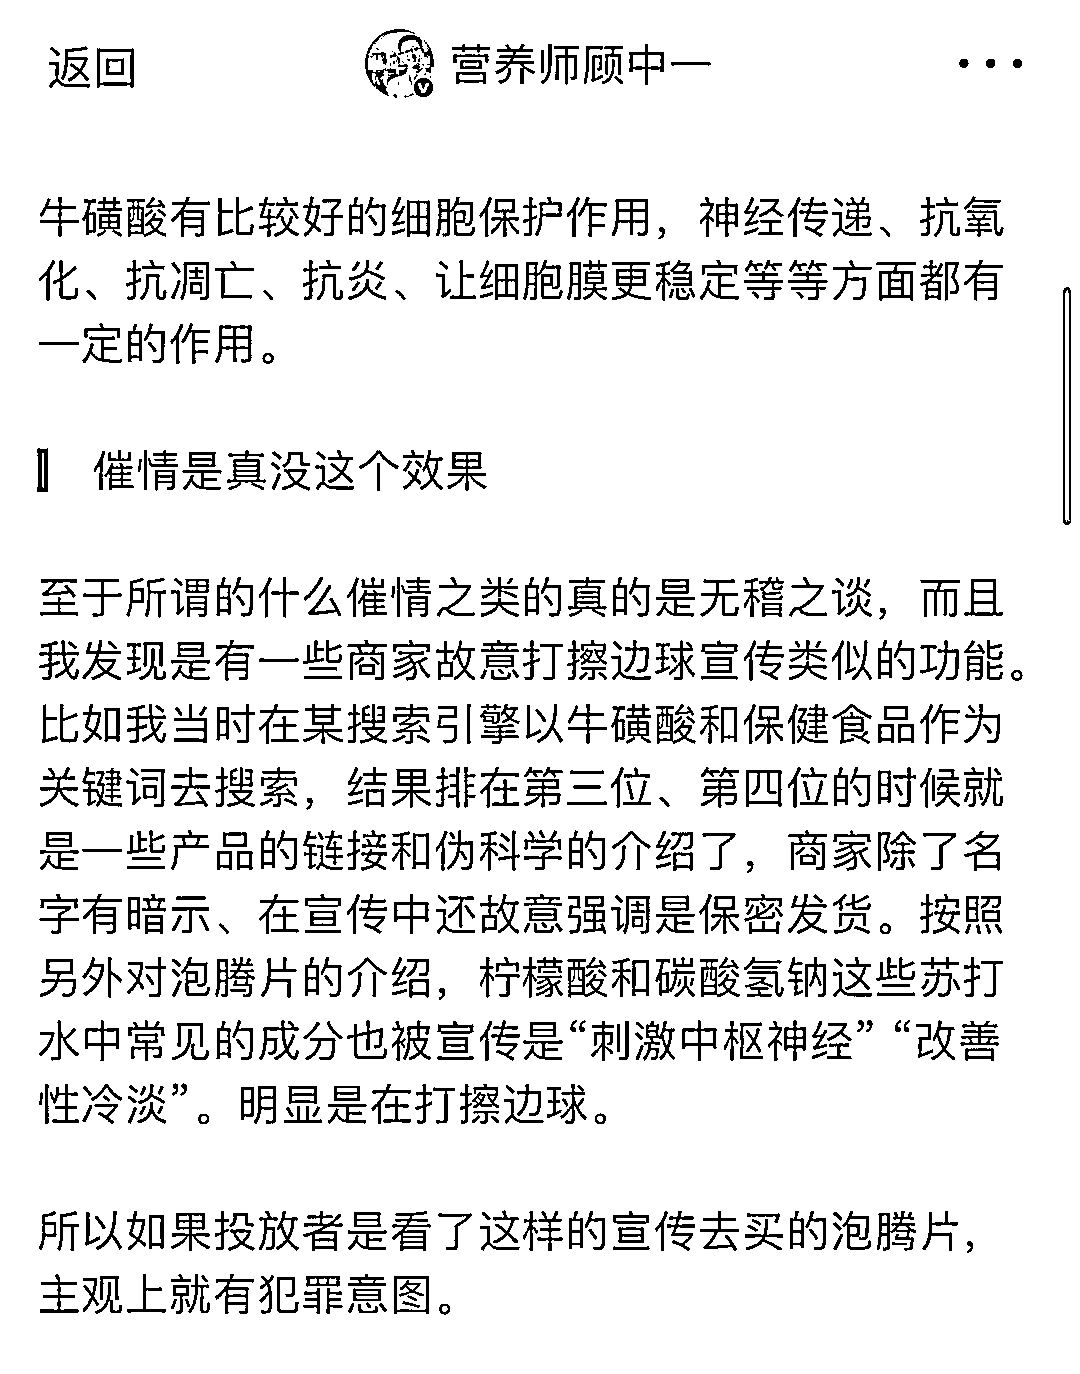 返回 营养师顾中一 •••
牛磺酸有比较好的细胞保护作用，神经传递、抗氧
化、抗凋亡、抗炎、让细胞膜更稳定等等方面都有
一定的作用。
催情是真没这个效果
至于所谓的什么催情之类的真的是无稽之谈，而且
我发现是有一些商家故意打擦边球宣传类似的功能。
比如我当时在某搜索引擎以牛磺酸和保健食品作为
关键词去搜索，结果排在第三位、第四位的时候就
是一些产品的链接和伪科学的介绍了，商家除了名
字有暗示、在宣传中还故意强调是保密发货。按照
另外对泡腾片的介绍，柠檬酸和碳酸氢钠这些苏打
水中常见的成分也被宣传是“刺激中枢神经” “改善
性冷淡”。明显是在打擦边球。
所以如果投放者是看了这样的宣传去买的泡腾片，
主观上就有犯罪意图。